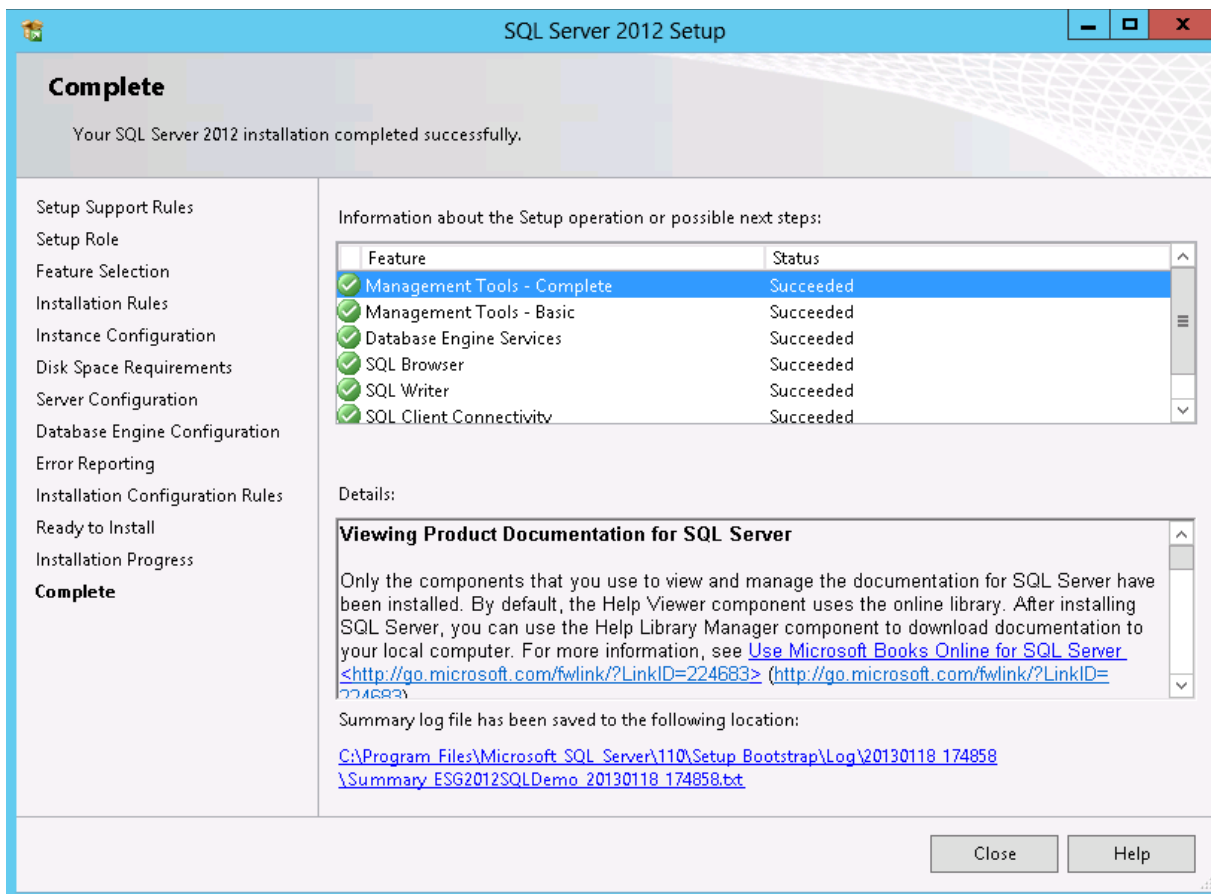 SQL Server 2012 Setup
Complete
Your SQL Server 2012 installation completed successfully.
Setup Support Rules
Setup Role
Feature Selection
Installation Rules
Instance Configuration
Disk Space Requirements
Server Configuration
Database Engine Configuration
Error Reporting
Installation Configuration Rules
Ready to Install
Installation Progress
Complete
Information about the Setup operation or possible next steps:
Feature Status
Management Tools - Complete Succeeded
Management Tools - Basic Succeeded
Database Engine Services Succeeded
SQL Browser Succeeded
SQL Writer Succeeded
SQL Client Connectivity Succeeded
Details:
Viewing Product Documentation for SQL Server
Only the components that you use to view and manage the documentation for SQL Server have
been installed. By default, the Help Viewer component uses the online library. After installing
SQL Server, you can use the Help Library Manager component to download documentation to
your local computer. For more information, see Use Microsoft Books Online for SQL Server
<http://go.microsoft.com/fwlink/?LinkID=224683> (http://go.microsoft.com/fwlink/?LinkID=
224683)
Summary log file has been saved to the following location:
C:\Program Files\Microsoft SQL Server\110\Setup Bootstrap\Log\20130118_174858
\Summary_ESG2012SQLDemo_20130118_174858.txt
Close Help